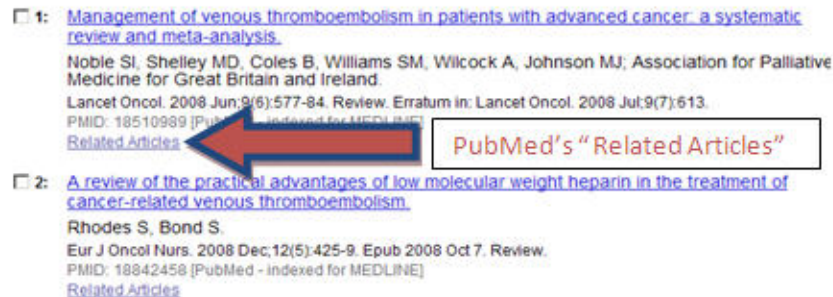 1: Management of venous thromboembolism in patients with advanced cancer: a systematic
review and meta-analysis.
Noble SI, Shelley MD, Coles B, Williams SM, Wilcock A, Johnson MJ; Association for Palliative
Medicine for Great Britain and Ireland.
Lancet Oncol. 2008 Jun;9(6):577-84. Review. Erratum in: Lancet Oncol. 2008 Jul;9(7):613.
PMID: 18510989 [PubMed - indexed for MEDLINE]
Related Articles
PubMed's "Related Articles"
2: A review of the practical advantages of low molecular weight heparin in the treatment of
cancer-related venous thromboembolism.
Rhodes S, Bond S.
Eur J Oncol Nurs. 2008 Dec;12(5):425-9. Epub 2008 Oct 7. Review.
PMID: 18842458 [PubMed - indexed for MEDLINE]
Related Articles